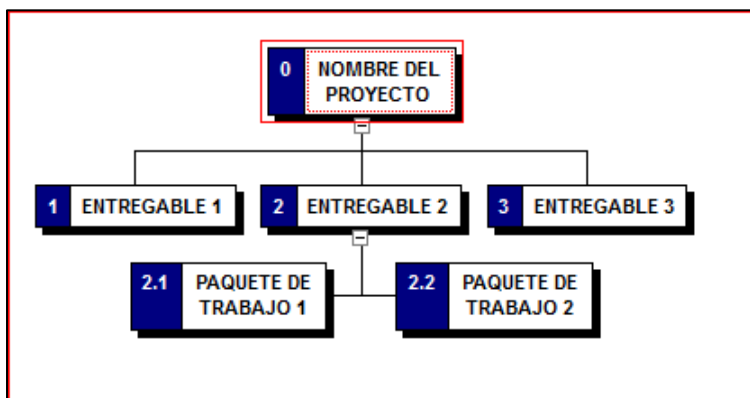 0 NOMBRE DEL
PROYECTO
1 ENTREGABLE 1
2 ENTREGABLE 2
3 ENTREGABLE 3
2.1 PAQUETE DE
TRABAJO 1
2.2 PAQUETE DE
TRABAJO 2